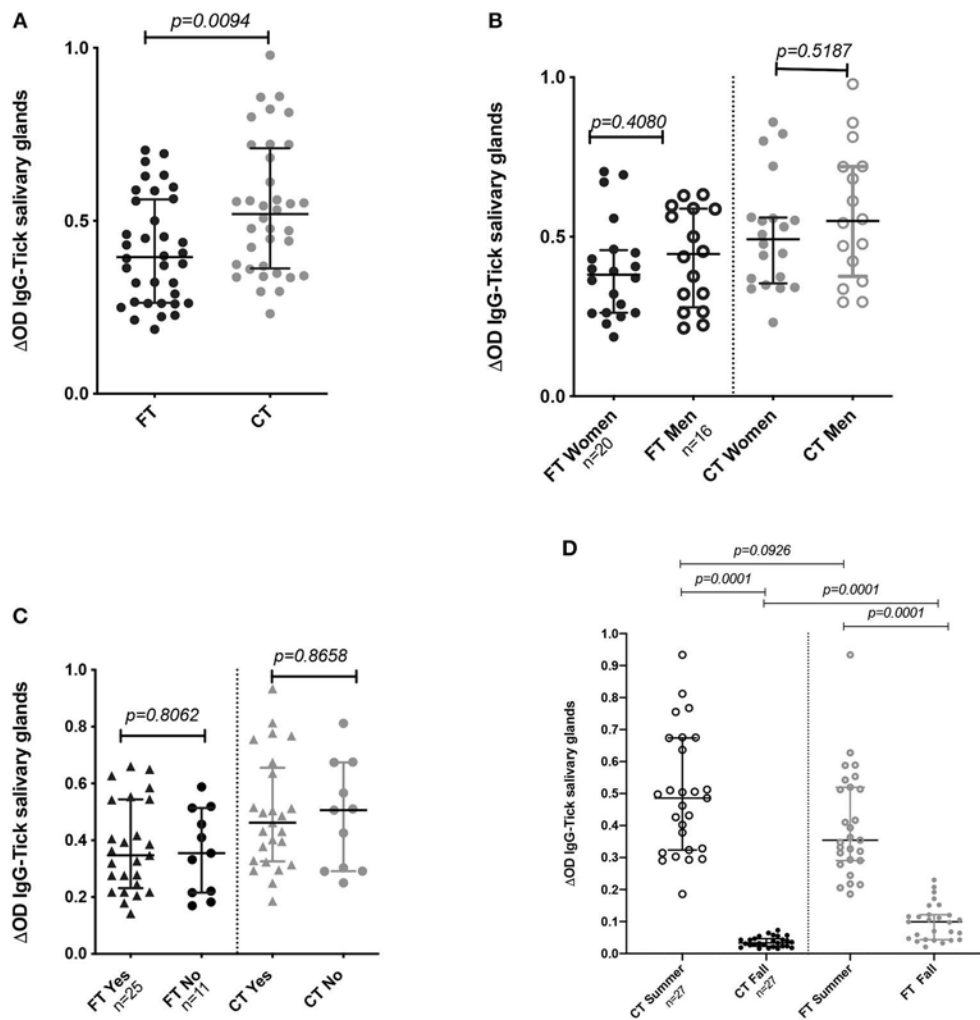 A
p=0.0094
ΔOD IgG-Tick salivary glands
1.0
0.5
0.0
FT
CT
B
p=0.5187
p=0.4080
ΔOD IgG-Tick salivary glands
1.0
0.5
0.0
FT Women
n=20
FT Men
n=16
CT Women
CT Men
C
p=0.8658
p=0.8062
ΔOD IgG-Tick salivary glands
1.0
0.8
0.6
0.4
0.2
0.0
FT Yes
n=25
FT No
n=11
CT Yes
CT No
D
p=0.0926
p=0.0001
p=0.0001
p=0.0001
ΔOD IgG-Tick salivary glands
1.0
0.9
0.8
0.7
0.6
0.5
0.4
0.3
0.2
0.1
0.0
CT Summer
n=27
CT Fall
n=27
FT Summer
FT Fall